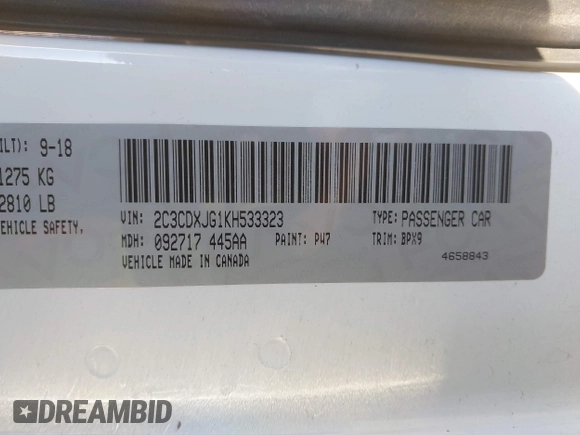 ILT): 9-18
1275 KG
2810 LB
EHICLE SAFETY,
VIN: 2C3CDXJG1KH533323
TYPE: PASSENGER CAR
MDH: 092717 445AA
PAINT: PW7
TRIM: BPX9
VEHICLE MADE IN CANADA
4658843
DREAMBID